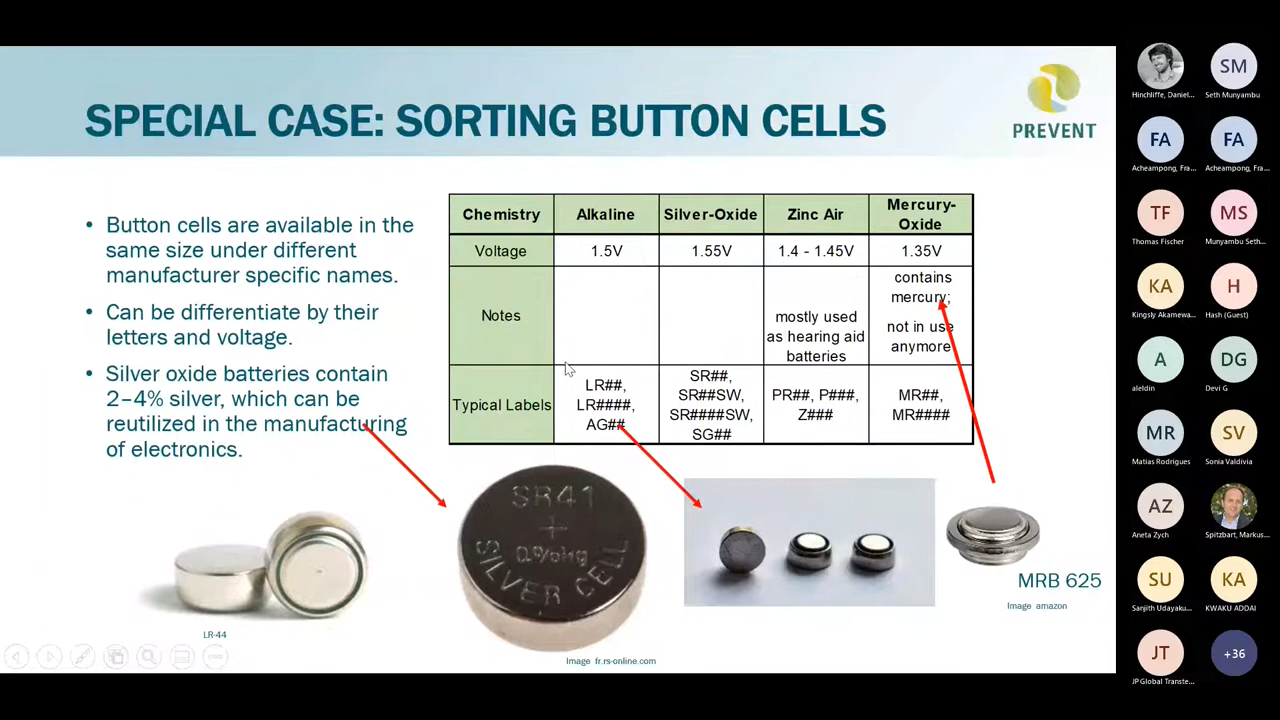 SPECIAL CASE: SORTING BUTTON CELLS
PREVENT
• Button cells are available in the
same size under different
manufacturer specific names.
• Can be differentiate by their
letters and voltage.
• Silver oxide batteries contain
2–4% silver, which can be
reutilized in the manufacturing
of electronics.
Chemistry Alkaline Silver-Oxide Zinc Air Mercury-
Oxide
Voltage 1.5V 1.55V 1.4 - 1.45V 1.35V
Notes
mostly used
as hearing aid
batteries
contains
mercury;
not in use
anymore
Typical Labels
LR##,
LR####,
AG##
SR##,
SR##SW,
SR####SW,
SG##
PR##, P###,
Z###
MR##,
MR####
LR-44
SR41
+
0%Hg
SILVER CELL
Image fr.rs-online.com
MRB 625
Image amazon
Hinchliffe, Daniel...
SM
Seth Munyambu
FA
Acheampong, Fra...
FA
Acheampong, Fra...
TF
Thomas Fischer
MS
Munyambu Seth...
KA
Kingsly Akamewa...
H
Hash (Guest)
A
aleldin
DG
Devi G
MR
Matias Rodrigues
SV
Sonia Valdivia
AZ
Aneta Zych
Spitzbart, Markus...
SU
Sanjith Udayaku...
KA
KWAKU ADDAI
JT
JP Global Transte...
+36